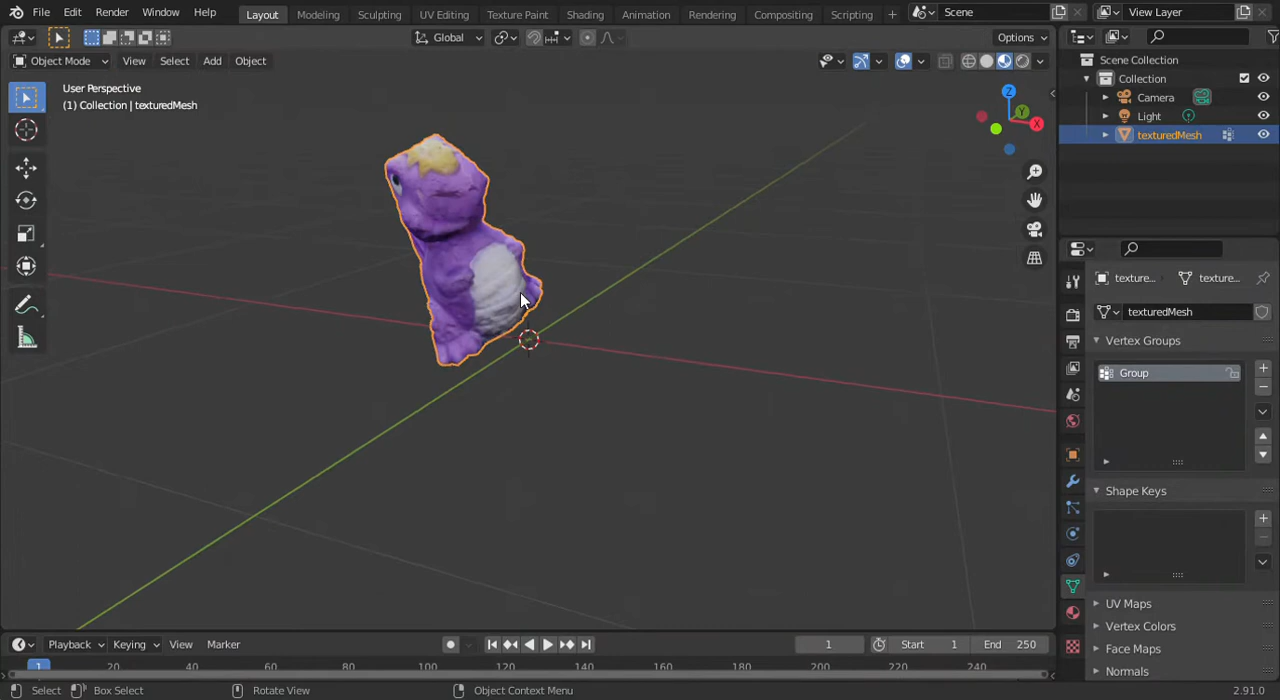 File Edit Render Window Help Layout Modeling Sculpting UV Editing Texture Paint Shading Animation Rendering Compositing Scripting + Scene View Layer
Global Options
Object Mode View Select Add Object
User Perspective
(1) Collection | texturedMesh
Z
Y
X
Scene Collection
Collection
Camera
Light
texturedMesh
texture... texture...
texturedMesh
Vertex Groups
Group
Shape Keys
UV Maps
Vertex Colors
Face Maps
Normals
Playback Keying View Marker 1 Start 1 End 250
1 20 40 60 80 100 120 140 160 180 200 220 240
Select Box Select Rotate View Object Context Menu 2.91.0